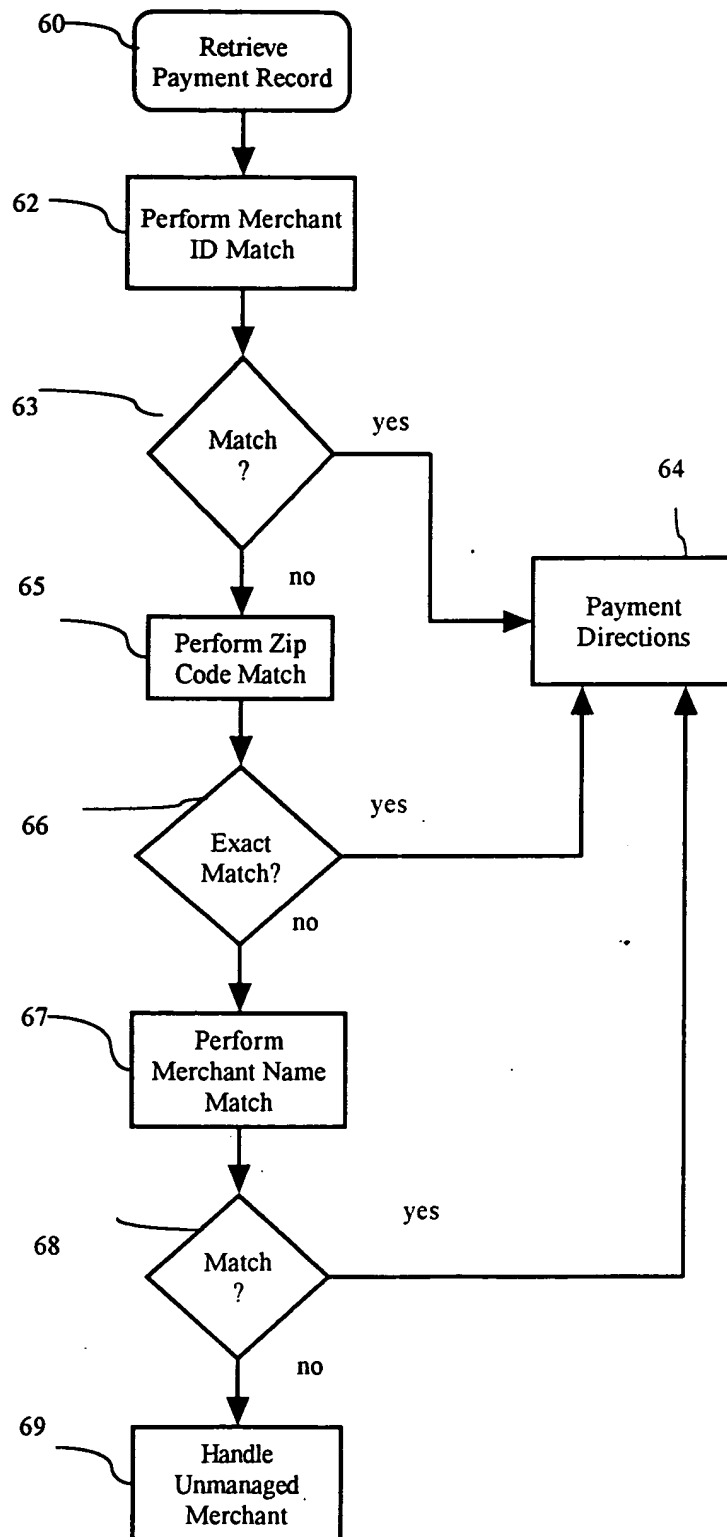 60
Retrieve
Payment Record
62
Perform Merchant
ID Match
63
Match
?
yes
64
Payment
Directions
no
65
Perform Zip
Code Match
66
Exact
Match?
yes
no
67
Perform
Merchant Name
Match
68
Match
?
yes
no
69
Handle
Unmanaged
Merchant